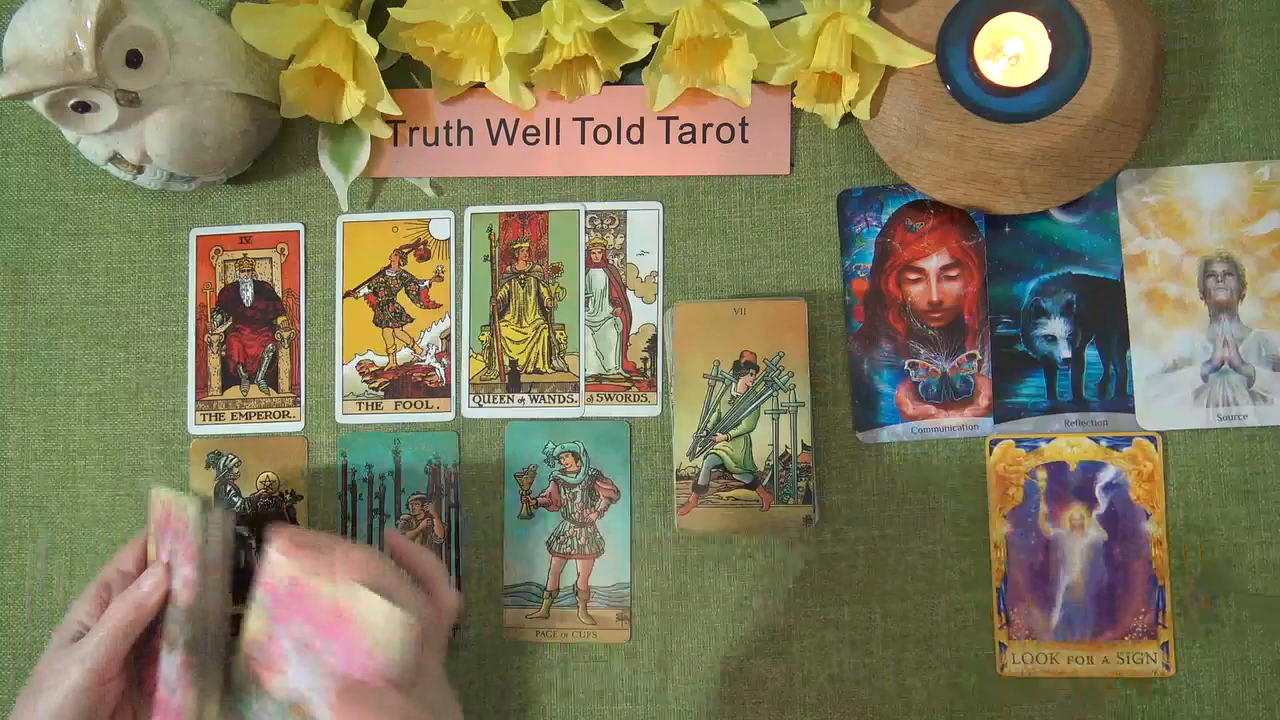 Truth Well Told Tarot
IV
THE EMPEROR.
THE FOOL.
QUEEN of WANDS.
of SWORDS.
VII
Communication
Reflection
Source
IX
PAGE of CUPS
LOOK FOR A SIGN